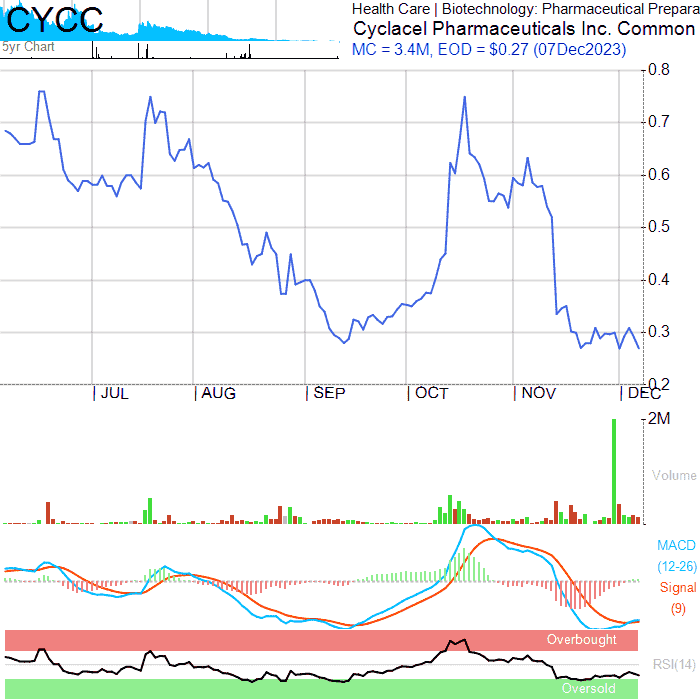 CYCC
5yr Chart
Health Care | Biotechnology: Pharmaceutical Prepara
Cyclacel Pharmaceuticals Inc. Common
MC = 3.4M, EOD = $0.27 (07Dec2023)
0.8
0.7
0.6
0.5
0.4
0.3
0.2
JUL AUG SEP OCT NOV DEC
2M
Volume
MACD
(12-26)
Signal
(9)
Overbought
RSI(14)
Oversold